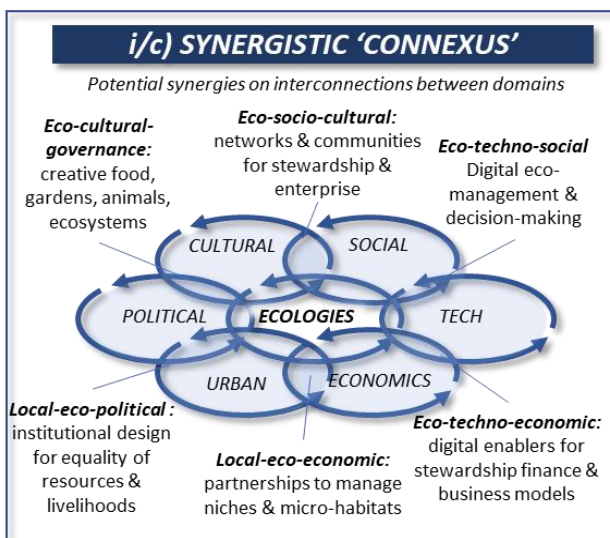 i/c) SYNERGISTIC ‘CONNEXUS’
Potential synergies on interconnections between domains
Eco-cultural-
governance:
creative food,
gardens, animals,
ecosystems
Eco-socio-cultural:
networks & communities
for stewardship &
enterprise
Eco-techno-social
Digital eco-
management &
decision-making
CULTURAL
SOCIAL
POLITICAL
ECOLOGIES
TECH
URBAN
ECONOMICS
Local-eco-political :
institutional design
for equality of
resources &
livelihoods
Local-eco-economic:
partnerships to manage
niches & micro-habitats
Eco-techno-economic:
digital enablers for
stewardship finance &
business models